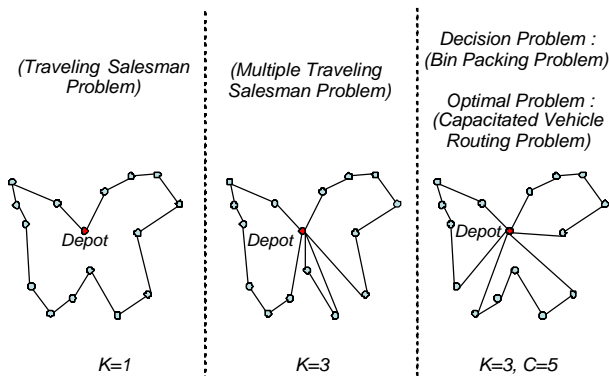 (Traveling Salesman
Problem)
Depot
K=1
(Multiple Traveling
Salesman Problem)
Depot
K=3
Decision Problem :
(Bin Packing Problem)
Optimal Problem :
(Capacitated Vehicle
Routing Problem)
Depot
K=3, C=5